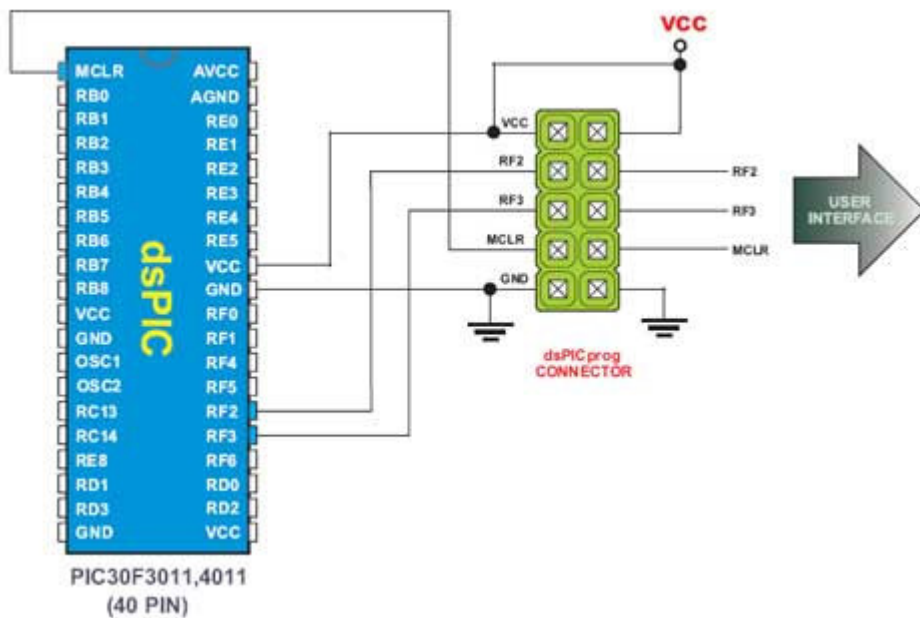 VCC
MCLR AVCC
RB0 AGND
RB1 RE0
RB2 RE1
RB3 RE2
RB4 RE3
RB5 RE4
RB6 RE5
RB7 VCC
RB8 GND
VCC RF0
GND RF1
OSC1 RF4
OSC2 RF5
RC13 RF2
RC14 RF3
RE8 RF6
RD1 RD0
RD3 RD2
GND VCC
dsPIC
PIC30F3011,4011
(40 PIN)
VCC
RF2 RF2
RF3 RF3
MCLR MCLR
GND
dsPICprog
CONNECTOR
USER
INTERFACE